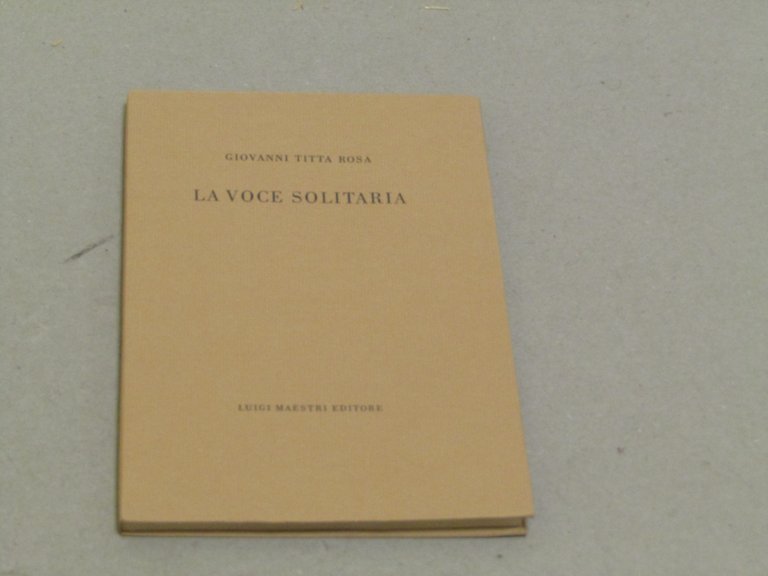 GIOVANNI TITTA ROSA
LA VOCE SOLITARIA
LUIGI MAESTRI EDITORE